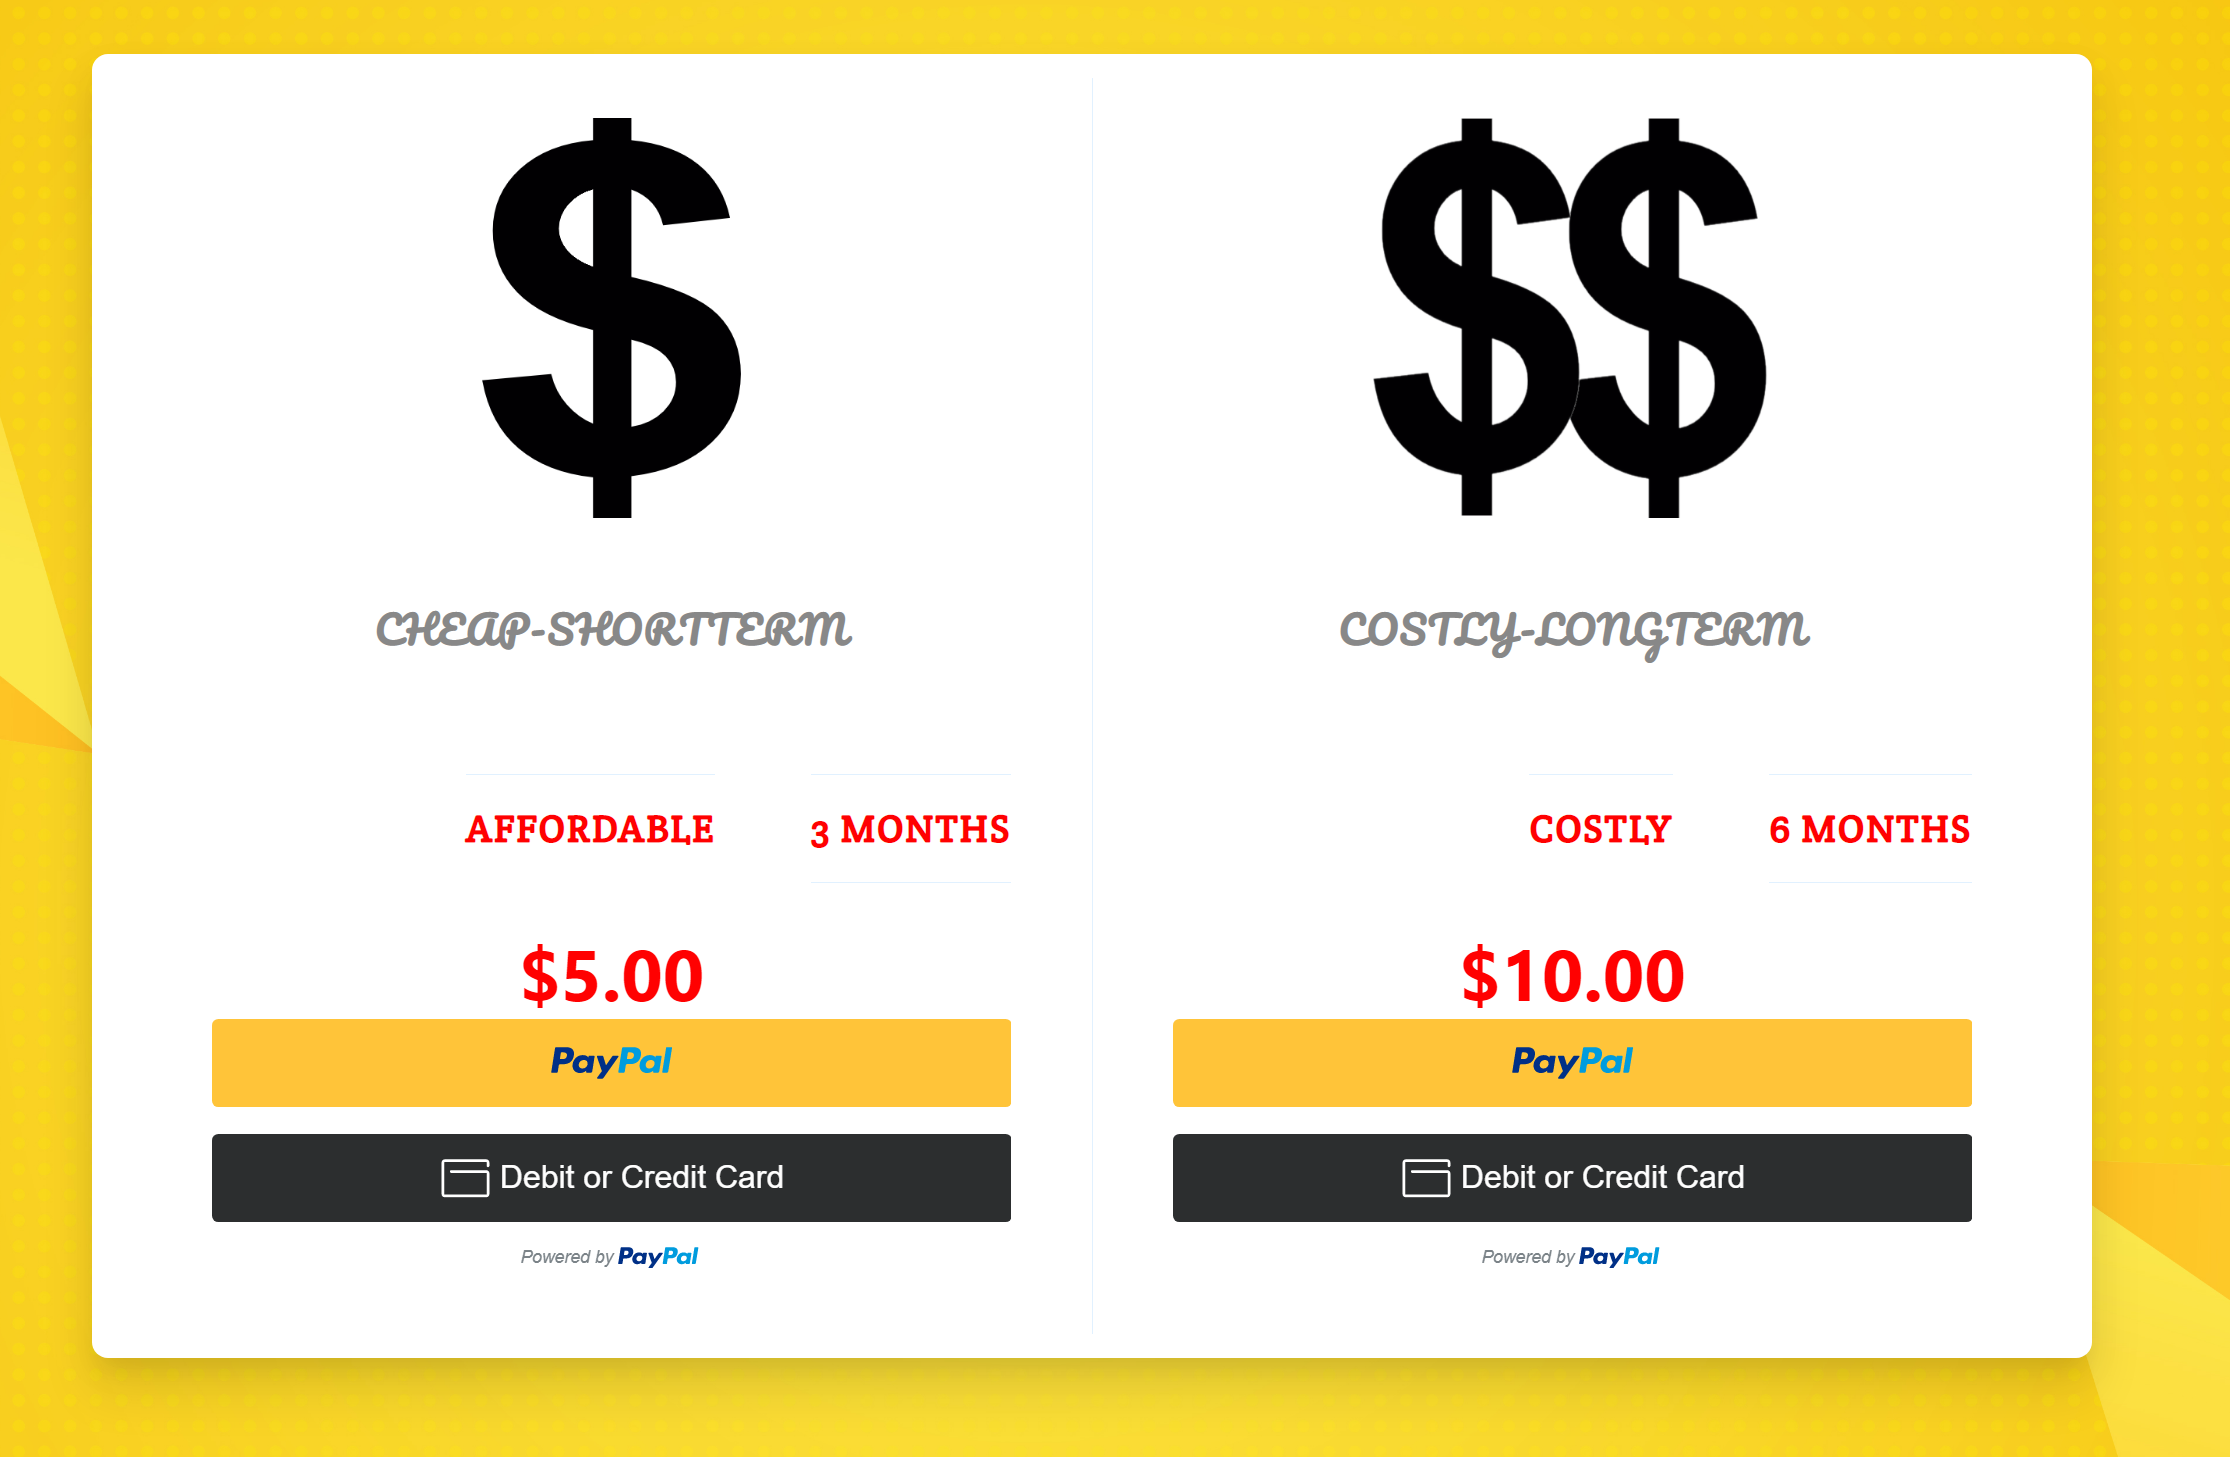 $
CHEAP-SHORTTERM
AFFORDABLE
3 MONTHS
$5.00
PayPal
Debit or Credit Card
Powered by PayPal
$$
COSTLY-LONGTERM
COSTLY
6 MONTHS
$10.00
PayPal
Debit or Credit Card
Powered by PayPal